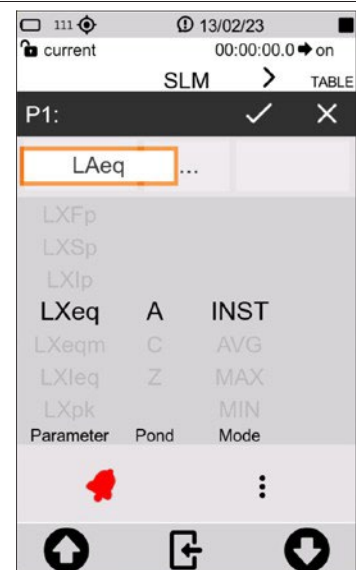 111 13/02/23
current 00:00:00.0 on
SLM > TABLE
P1:
LAeq ...
LXFp
LXSp
LXIp
LXeq A INST
LXeqm C AVG
LXIeq Z MAX
LXpk MIN
Parameter Pond Mode